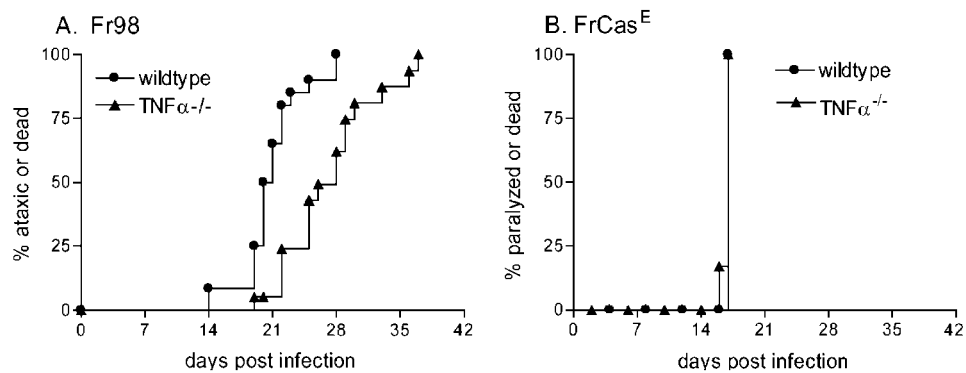 A. Fr98
% ataxic or dead
100
75
50
25
0
wildtype
TNFα-/-
0 7 14 21 28 35 42
days post infection
B. FrCasᴱ
% paralyzed or dead
100
75
50
25
0
wildtype
TNFα⁻/⁻
0 7 14 21 28 35 42
days post infection